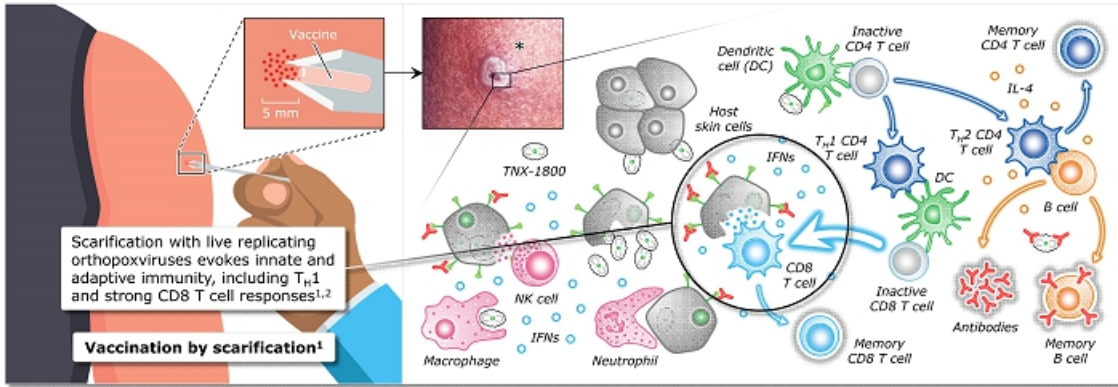 Vaccine
5 mm
*
Scarification with live replicating
orthopoxviruses evokes innate and
adaptive immunity, including T_H1
and strong CD8 T cell responses¹,²
Vaccination by scarification¹
TNX-1800
Host
skin cells
Dendritic
cell (DC)
Inactive
CD4 T cell
Memory
CD4 T cell
IL-4
T_H1 CD4
T cell
T_H2 CD4
T cell
DC
B cell
IFNs
CD8
T cell
Inactive
CD8 T cell
Antibodies
Memory
B cell
NK cell
Macrophage
IFNs
Neutrophil
Memory
CD8 T cell